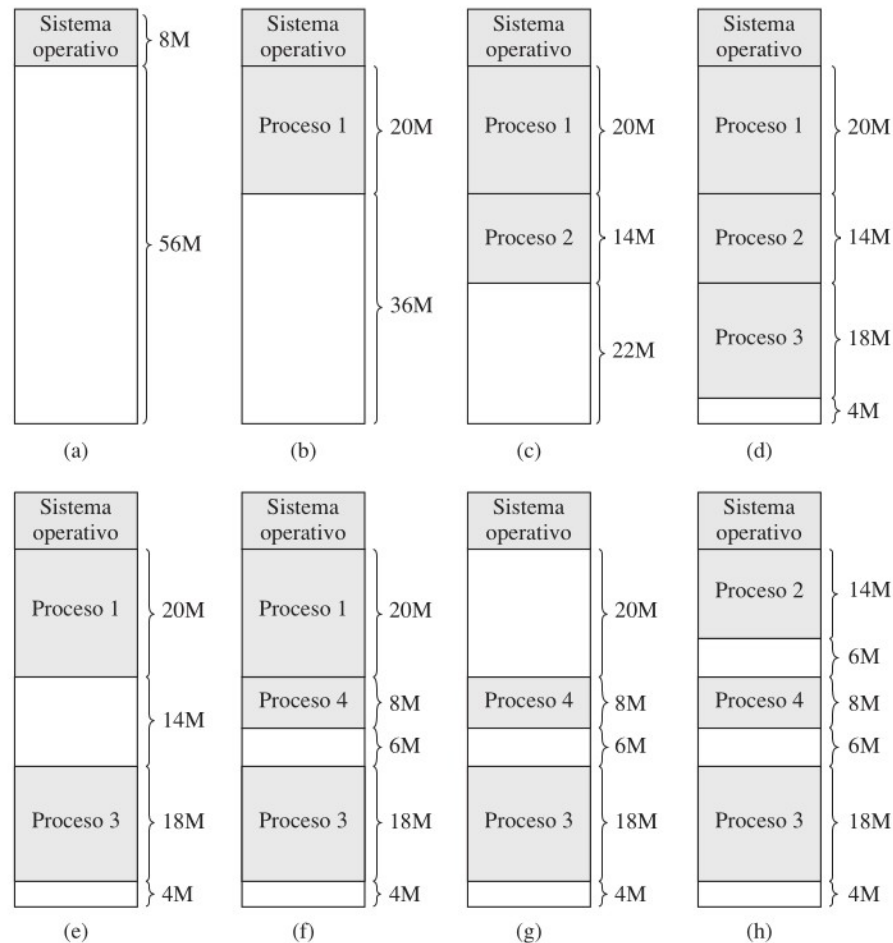 Sistema
operativo
8M
56M
(a)
Sistema
operativo
Proceso 1
20M
36M
(b)
Sistema
operativo
Proceso 1
20M
Proceso 2
14M
22M
(c)
Sistema
operativo
Proceso 1
20M
Proceso 2
14M
Proceso 3
18M
4M
(d)
Sistema
operativo
Proceso 1
20M
14M
Proceso 3
18M
4M
(e)
Sistema
operativo
Proceso 1
20M
Proceso 4
8M
6M
Proceso 3
18M
4M
(f)
Sistema
operativo
20M
Proceso 4
8M
6M
Proceso 3
18M
4M
(g)
Sistema
operativo
Proceso 2
14M
6M
Proceso 4
8M
6M
Proceso 3
18M
4M
(h)